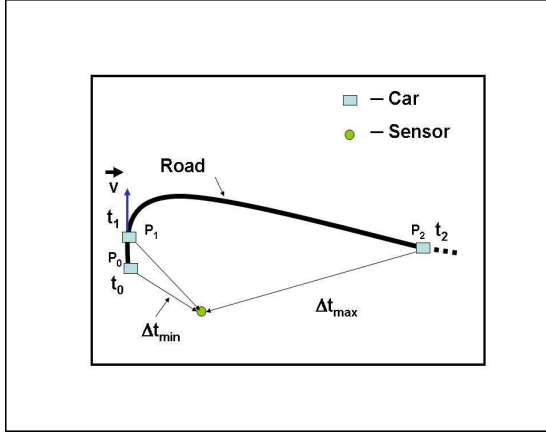 – Car
– Sensor
Road
V
t₁ P₁
P₂ t₂
P₀
t₀
Δtmax
Δtmin